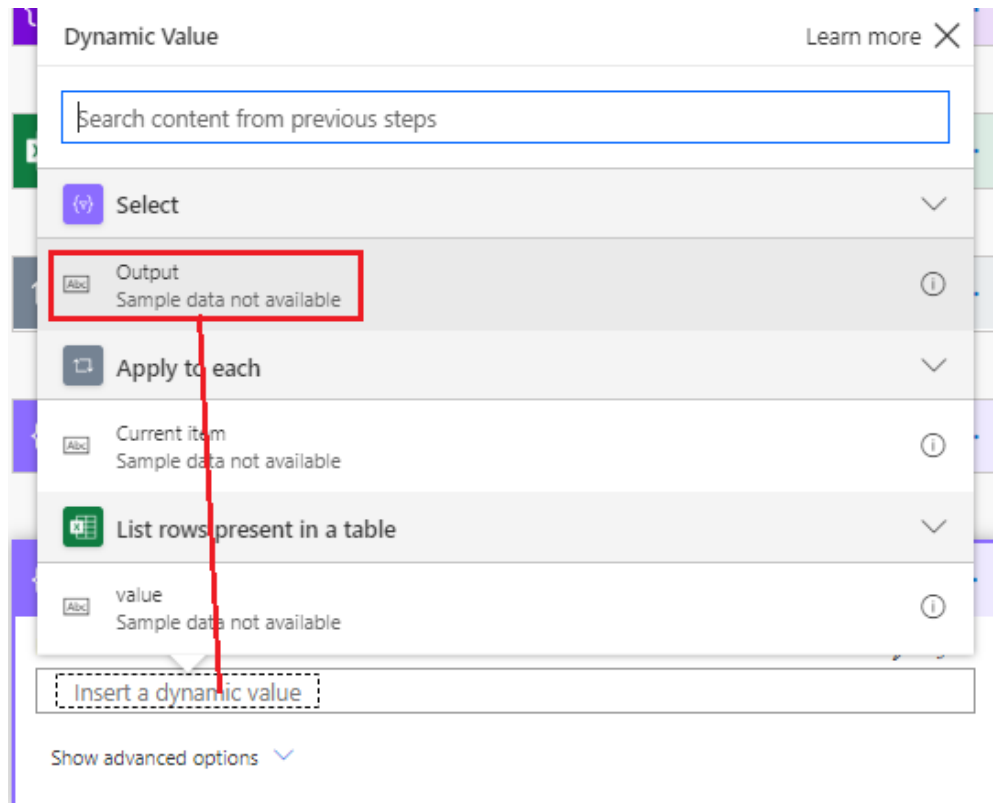 Dynamic Value
Learn more
Search content from previous steps
Select
Output
Sample data not available
Apply to each
Current item
Sample data not available
List rows present in a table
value
Sample data not available
Insert a dynamic value
Show advanced options